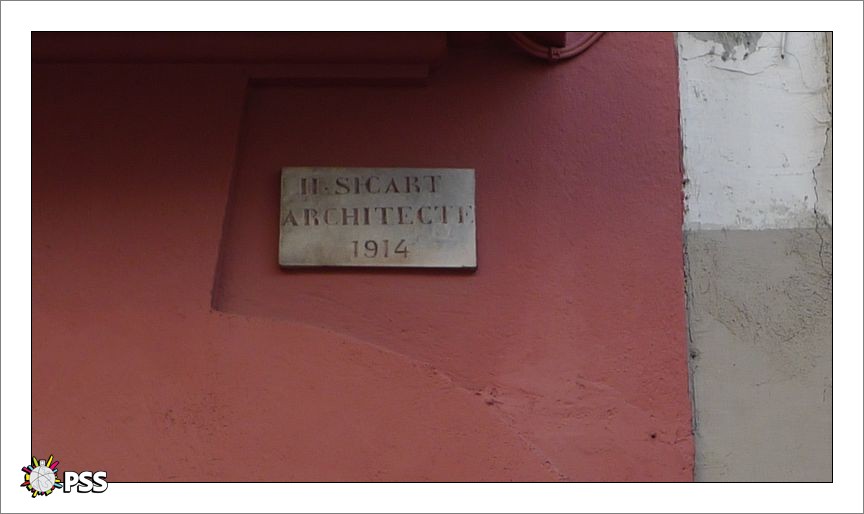 H. SICART
ARCHITECTE
1914
PSS